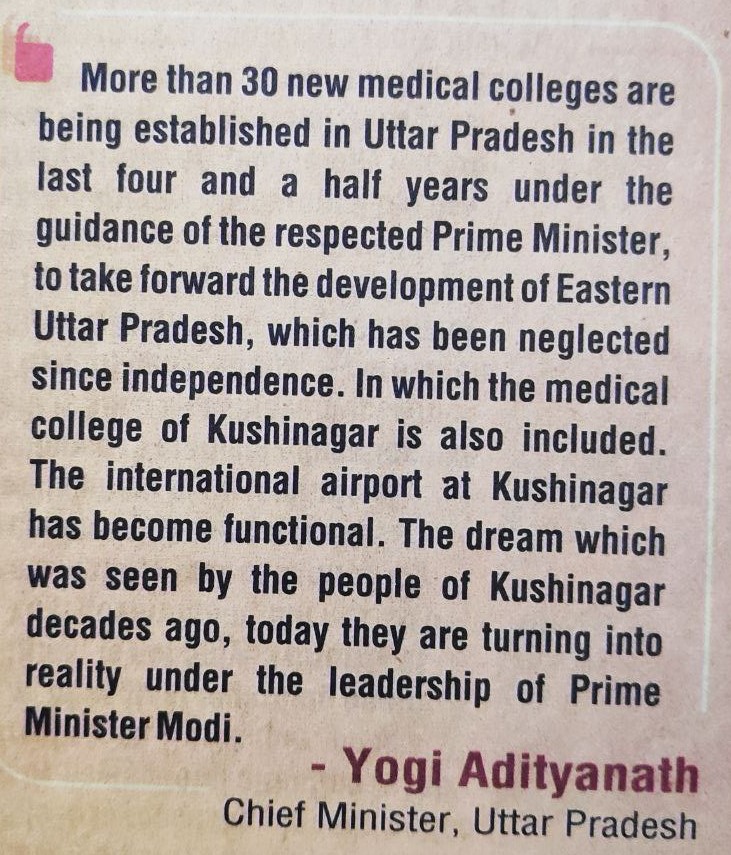 More than 30 new medical colleges are
being established in Uttar Pradesh in the
last four and a half years under the
guidance of the respected Prime Minister,
to take forward the development of Eastern
Uttar Pradesh, which has been neglected
since independence. In which the medical
college of Kushinagar is also included.
The international airport at Kushinagar
has become functional. The dream which
was seen by the people of Kushinagar
decades ago, today they are turning into
reality under the leadership of Prime
Minister Modi.
- Yogi Adityanath
Chief Minister, Uttar Pradesh